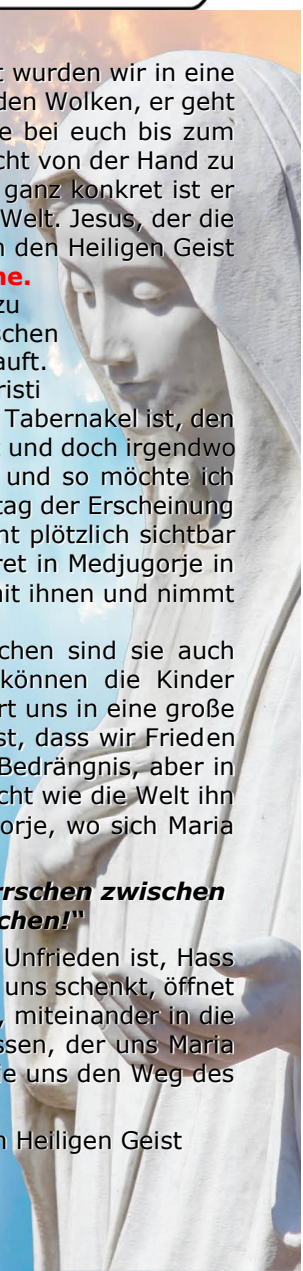 t wurden wir in eine
den Wolken, er geht
e bei euch bis zum
cht von der Hand zu
ganz konkret ist er
Welt. Jesus, der die
n den Heiligen Geist
ne.
zu
schen
auft.
risti
Tabernakel ist, den
t und doch irgendwo
und so möchte ich
tag der Erscheinung
nt plötzlich sichtbar
ret in Medjugorje in
nit ihnen und nimmt
chen sind sie auch
können die Kinder
rt uns in eine große
st, dass wir Frieden
Bedrängnis, aber in
cht wie die Welt ihn
orje, wo sich Maria
rrschen zwischen
chen!“
Unfrieden ist, Hass
uns schenkt, öffnet
, miteinander in die
ssen, der uns Maria
ie uns den Weg des
n Heiligen Geist